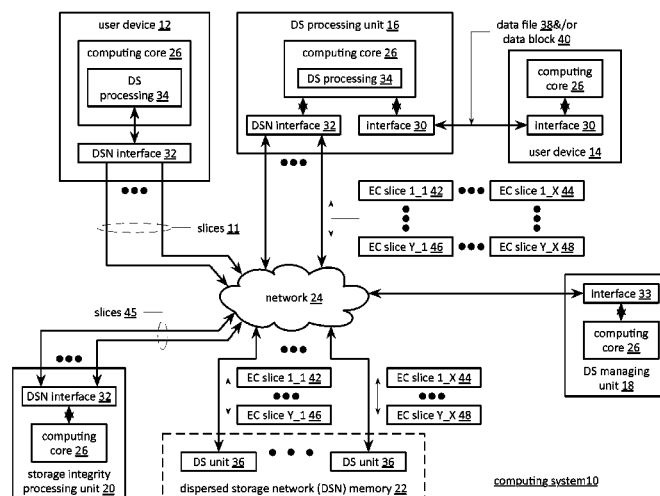 user device 12
computing core 26
DS
processing 34
DSN interface 32
slices 11
DS processing unit 16
computing core 26
DS processing 34
DSN interface 32
interface 30
data file 38&/or
data block 40
computing
core 26
interface 30
user device 14
EC slice 1_1 42
EC slice 1_X 44
EC slice Y_1 46
EC slice Y_X 48
network 24
interface 33
computing
core 26
DS managing
unit 18
slices 45
DSN interface 32
computing
core 26
storage integrity
processing unit 20
EC slice 1_1 42
EC slice 1_X 44
EC slice Y_1 46
EC slice Y_X 48
DS unit 36
DS unit 36
dispersed storage network (DSN) memory 22
computing system10